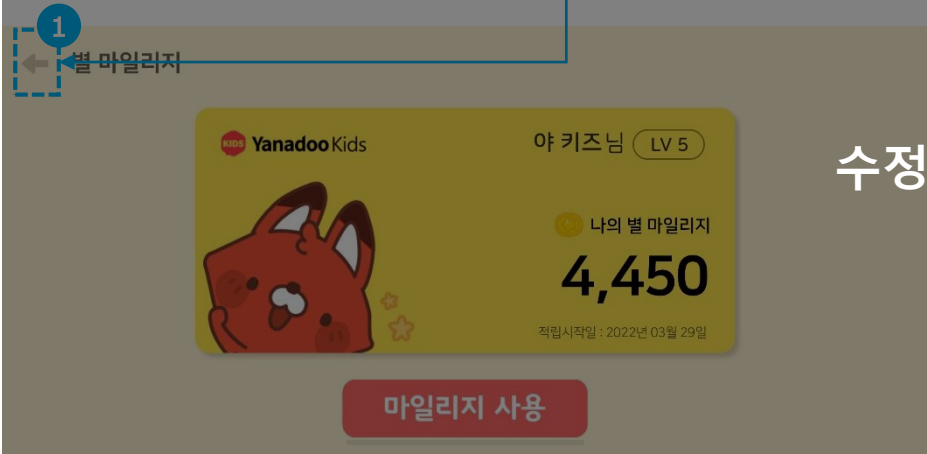 1
별 마일리지
KIDS Yanadoo Kids
야 키즈님 LV 5
수정
나의 별 마일리지
4,450
적립시작일 : 2022년 03월 29일
마일리지 사용